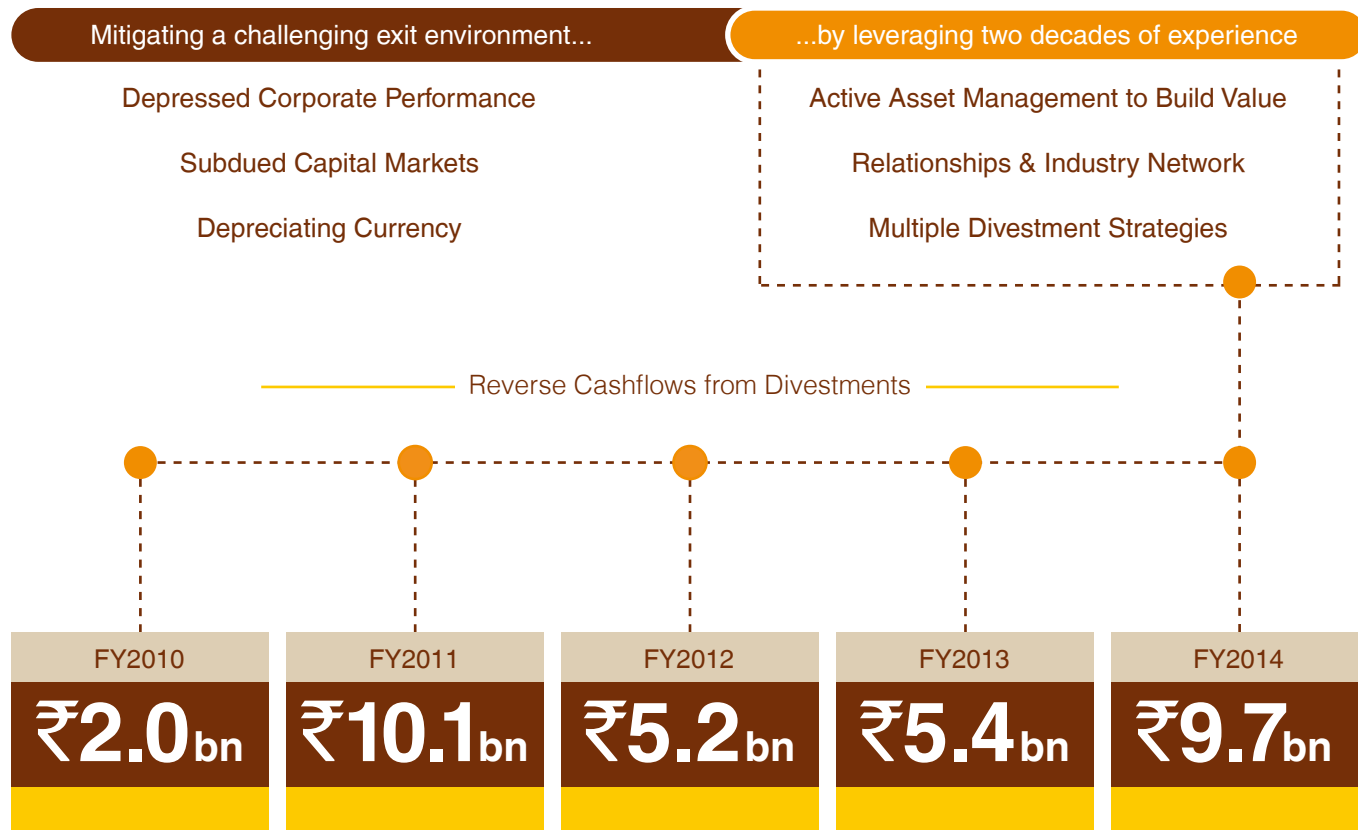 Mitigating a challenging exit environment...
...by leveraging two decades of experience
Depressed Corporate Performance
Subdued Capital Markets
Depreciating Currency
Active Asset Management to Build Value
Relationships & Industry Network
Multiple Divestment Strategies
Reverse Cashflows from Divestments
FY2010
₹2.0bn
FY2011
₹10.1bn
FY2012
₹5.2bn
FY2013
₹5.4bn
FY2014
₹9.7bn